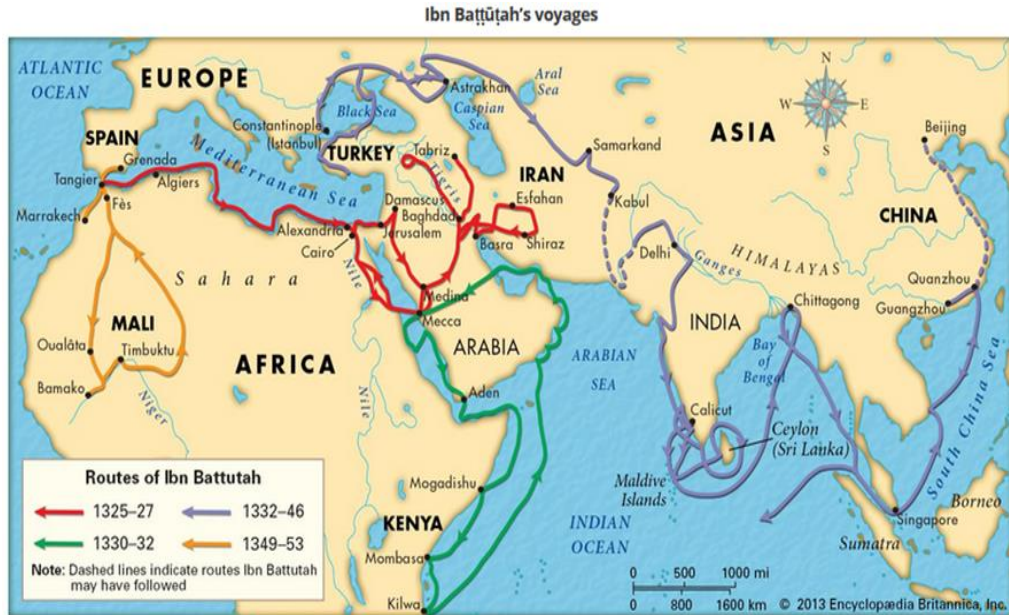 Ibn Baṭṭūṭah's voyages
ATLANTIC
OCEAN
EUROPE
SPAIN
Grenada
Tangier
Algiers
Fès
Marrakech
Mediterranean Sea
Constantinople
(Istanbul)
Black Sea
TURKEY
Astrakhan
Caspian
Sea
Aral
Sea
ASIA
N
W
E
S
Beijing
Samarkand
Kabul
Tabriz
Tigris
IRAN
Esfahan
Damascus
Baghdad
Jerusalem
Basra
Shiraz
Alexandria
Cairo
Nile
Medina
Mecca
ARABIA
Aden
Sahara
MALI
Oualâta
Timbuktu
Bamako
Niger
AFRICA
Nile
ARABIAN
SEA
Delhi
Ganges
HIMALAYAS
CHINA
Quanzhou
Guangzhou
Chittagong
INDIA
Bay
of
Bengal
Calicut
Ceylon
(Sri Lanka)
Maldive
Islands
South China Sea
Borneo
Singapore
Sumatra
INDIAN
OCEAN
Mogadishu
KENYA
Mombasa
Kilwa
Routes of Ibn Battutah
1325–27
1332–46
1330–32
1349–53
Note: Dashed lines indicate routes Ibn Battutah
may have followed
0 500 1000 mi
0 800 1600 km
© 2013 Encyclopædia Britannica, Inc.